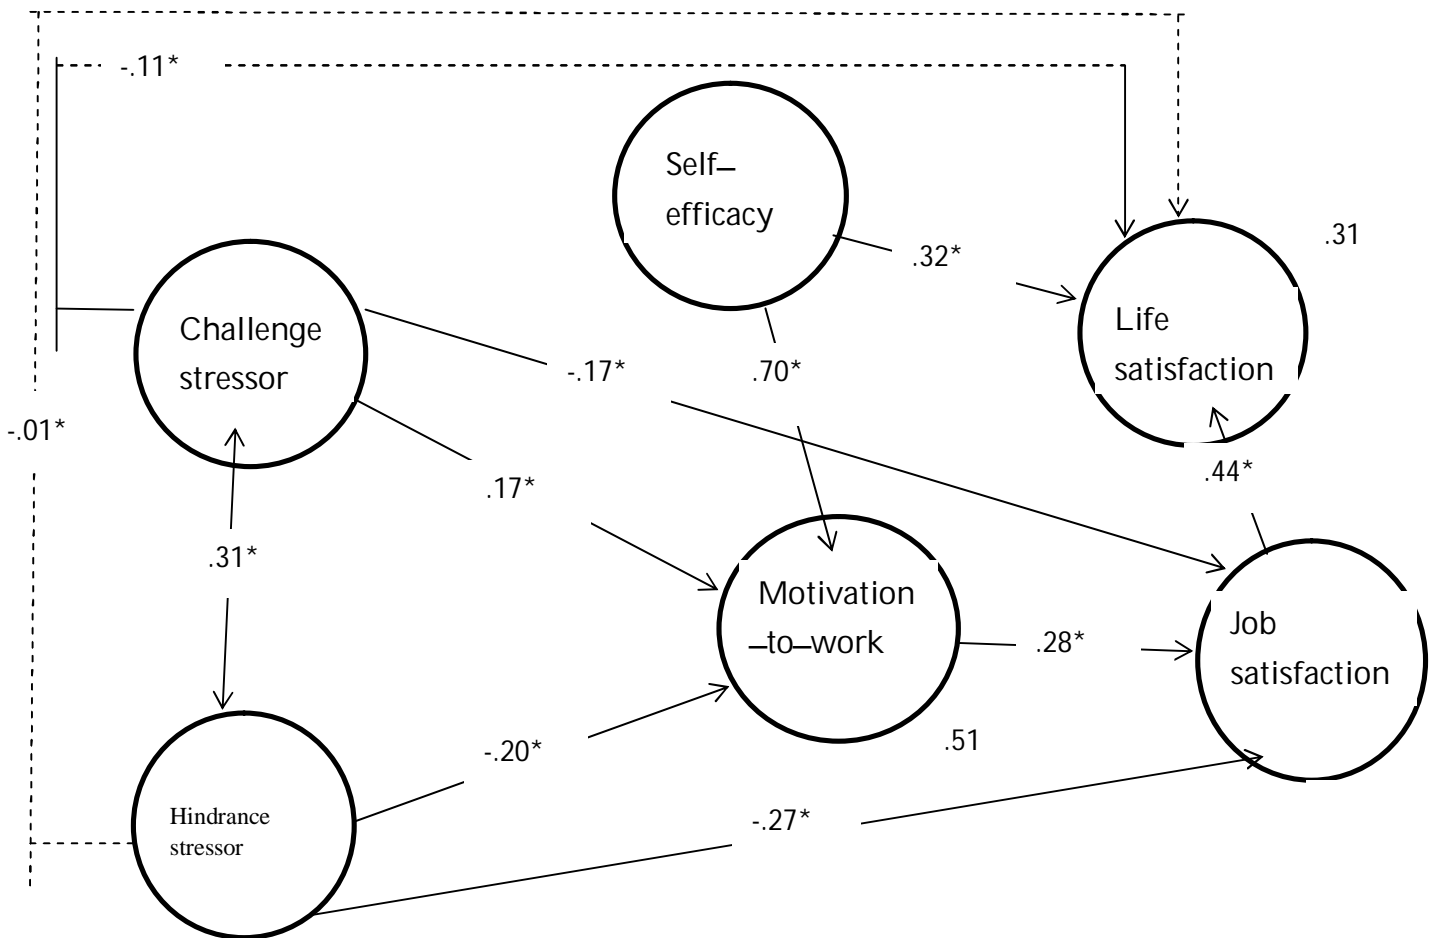 -.11*
Self–
efficacy
.32*
.31
Challenge
stressor
Life
satisfaction
-.17*
.70*
-.01*
.44*
.17*
.31*
Motivation
–to–work
.28*
Job
satisfaction
.51
-.20*
Hindrance
stressor
-.27*